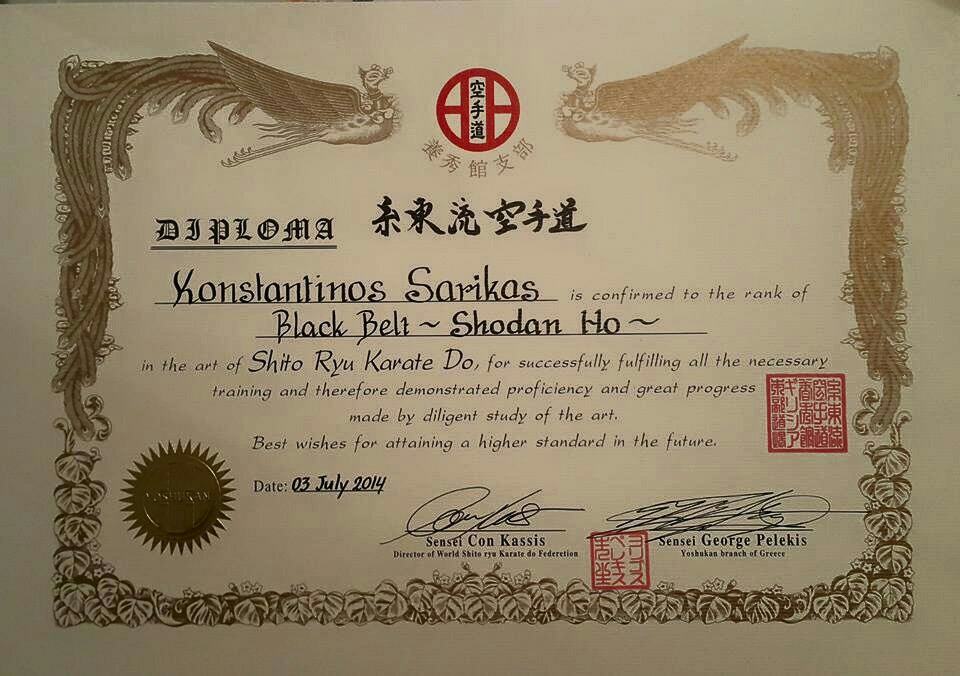 空手道
養秀館支部
DIPLOMA 糸東流空手道
Konstantinos Sarikas is confirmed to the rank of
Black Belt ~ Shodan Ho ~
in the art of Shito Ryu Karate Do, for successfully fulfilling all the necessary
training and therefore demonstrated proficiency and great progress
made by diligent study of the art.
Best wishes for attaining a higher standard in the future.
YOSHUKAN
Date: 03 July 2014
Sensei Con Kassis
Director of World Shito ryu Karate do Federetion
Sensei George Pelekis
Yoshukan branch of Greece